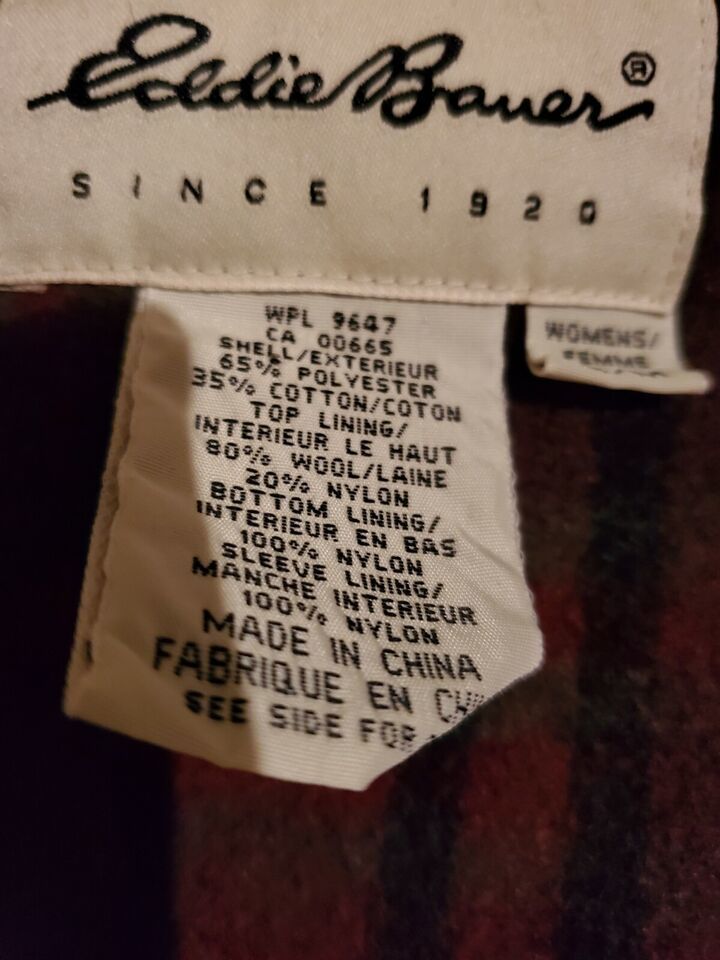 Eddie Bauer®
SINCE 1920
WPL 9647
CA 00665
SHELL/EXTERIEUR
65% POLYESTER
35% COTTON/COTON
TOP LINING/
INTERIEUR LE HAUT
80% WOOL/LAINE
20% NYLON
BOTTOM LINING/
INTERIEUR EN BAS
100% NYLON
SLEEVE LINING/
MANCHE INTERIEUR
100% NYLON
MADE IN CHINA
FABRIQUE EN
SEE SIDE FOR
WOMENS/
FEMME